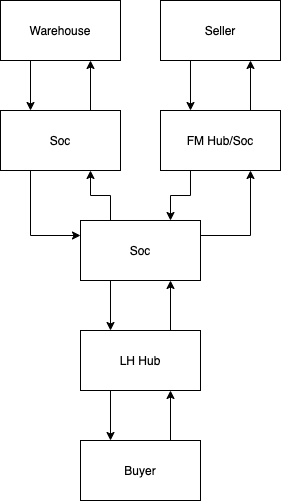 Warehouse
Seller
Soc
FM Hub/Soc
Soc
LH Hub
Buyer